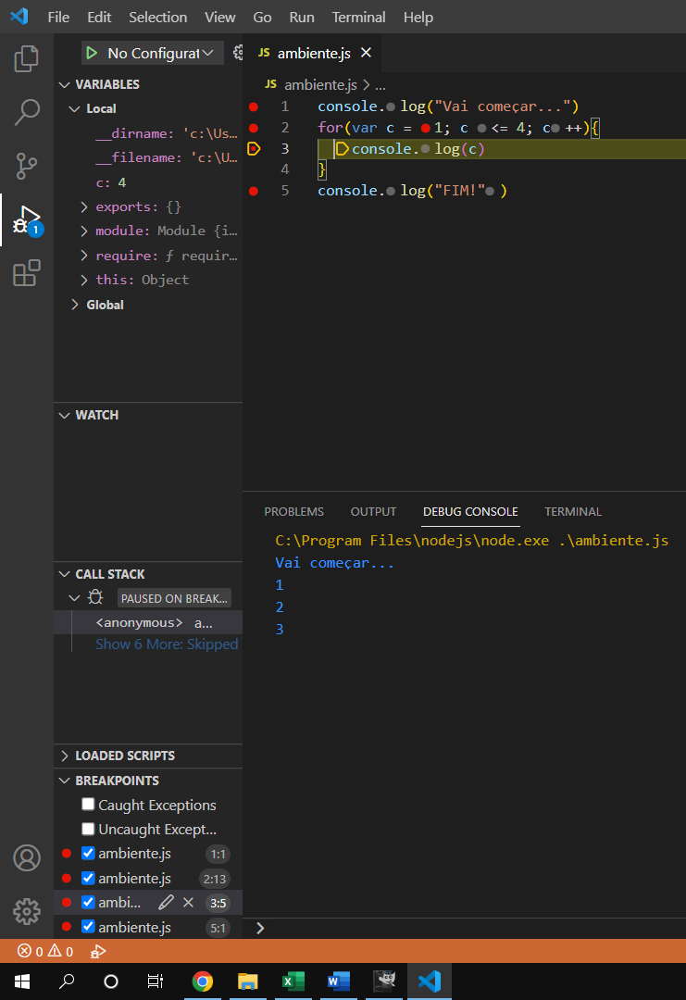 File Edit Selection View Go Run Terminal Help
No Configurat
JS ambiente.js
VARIABLES
Local
__dirname: 'c:\Us…
__filename: 'c:\U…
c: 4
exports: {}
module: Module {i…
require: ƒ requir…
this: Object
Global
WATCH
CALL STACK
PAUSED ON BREAK…
<anonymous> a...
Show 6 More: Skipped
LOADED SCRIPTS
BREAKPOINTS
Caught Exceptions
Uncaught Except...
ambiente.js 1:1
ambiente.js 2:13
ambi... 3:5
ambiente.js 5:1
JS ambiente.js > ...
1 console.log("Vai começar...")
2 for(var c = 1; c <= 4; c++){
3 console.log(c)
4 }
5 console.log("FIM!" )
PROBLEMS OUTPUT DEBUG CONSOLE TERMINAL
C:\Program Files\nodejs\node.exe .\ambiente.js
Vai começar...
1
2
3
>
1
0 0